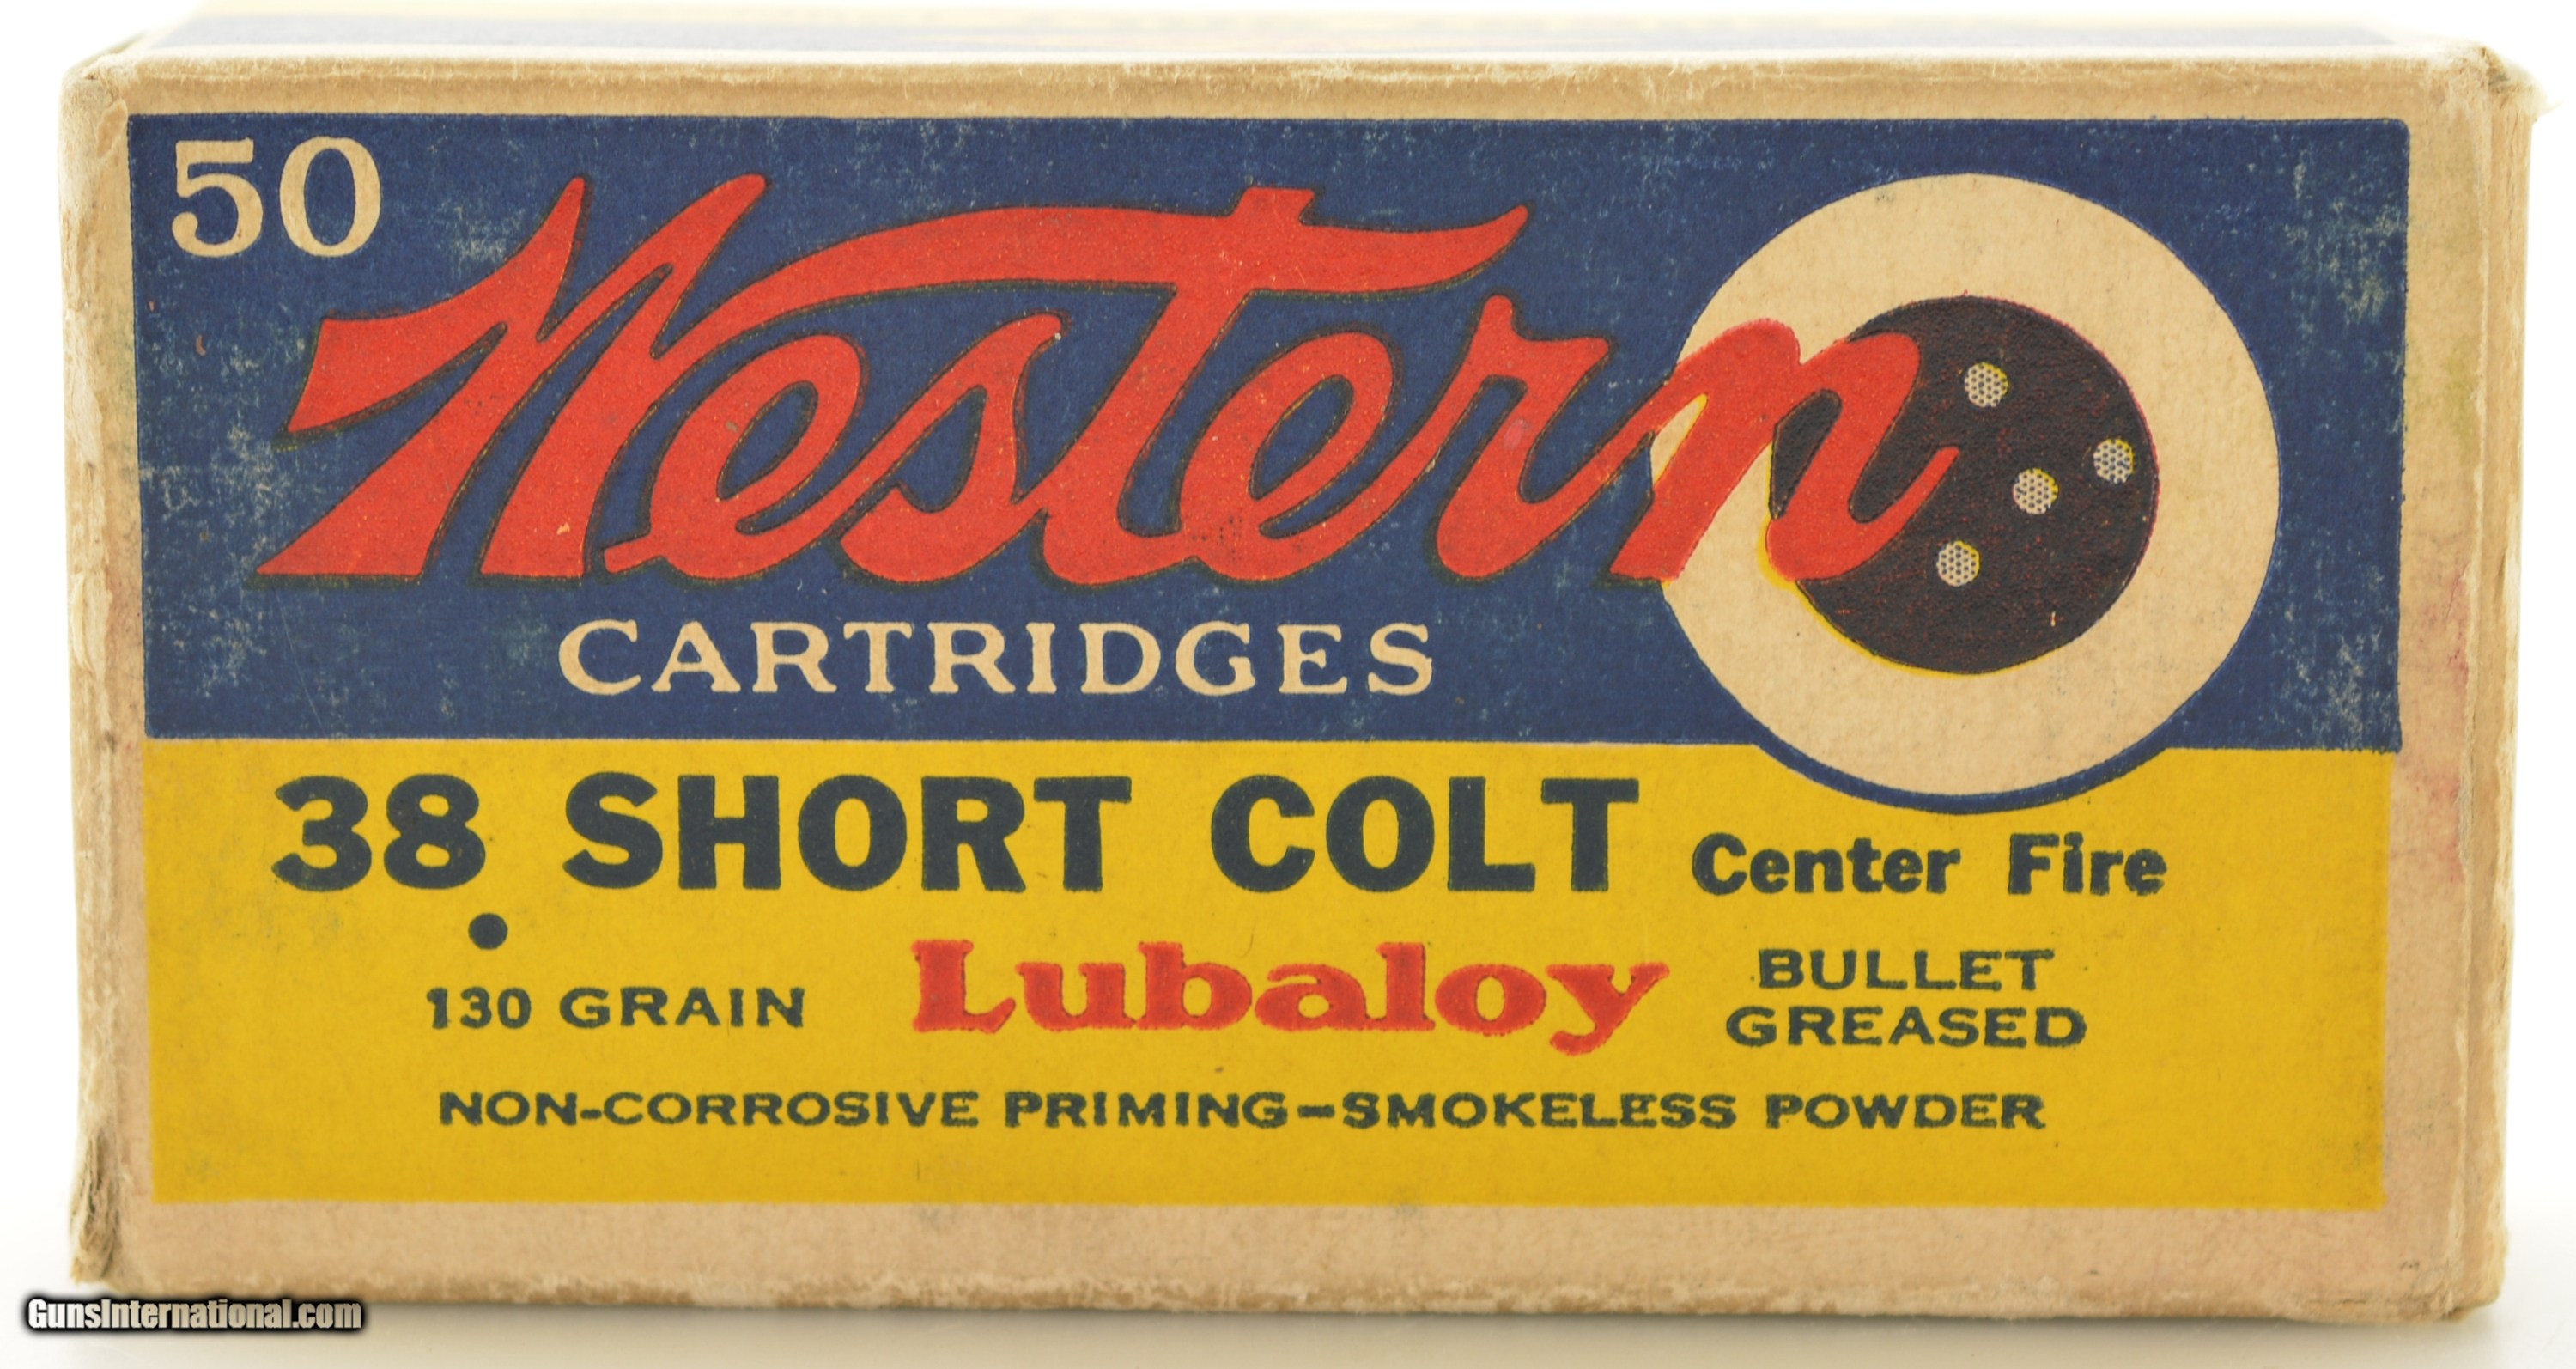 50
Western
CARTRIDGES
38 SHORT COLT Center Fire
130 GRAIN Lubaloy BULLET GREASED
NON-CORROSIVE PRIMING-SMOKELESS POWDER
GunsInternational.com